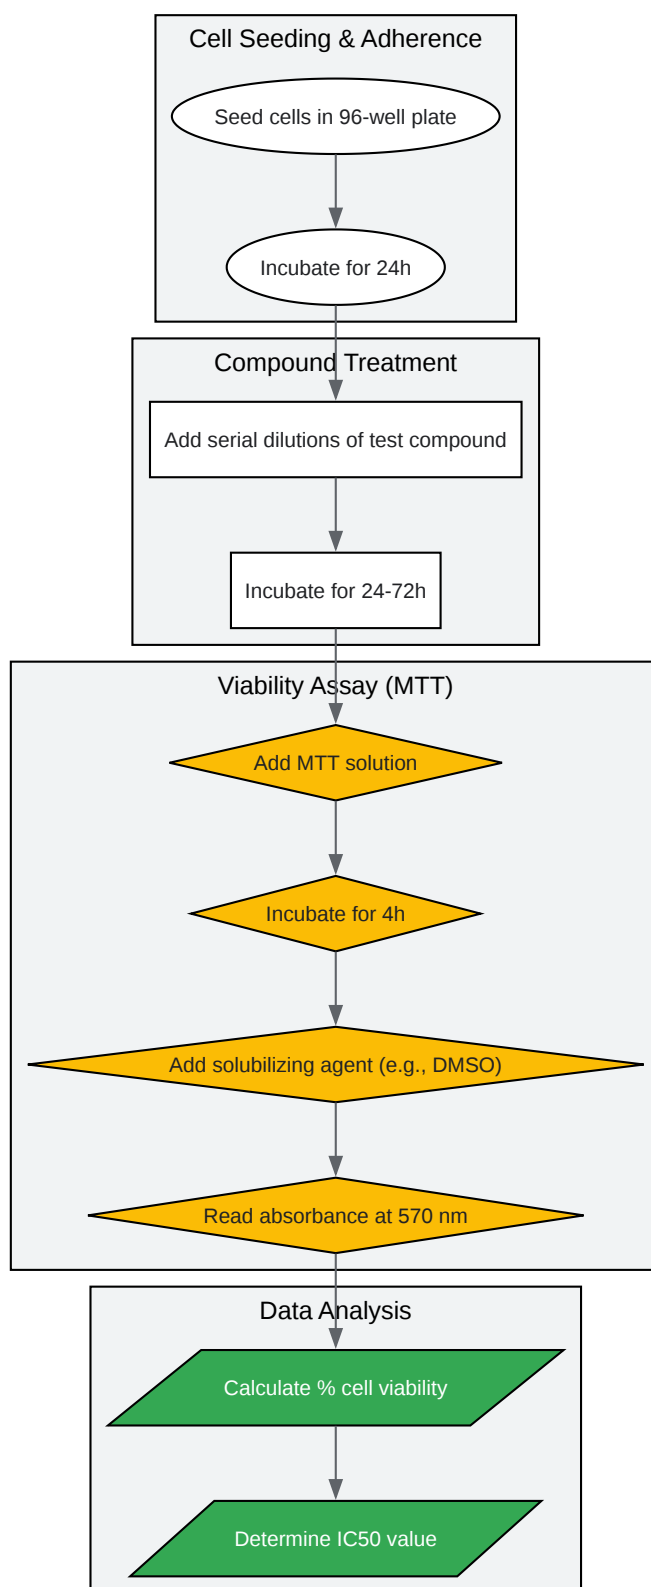 Cell Seeding & Adherence
Seed cells in 96-well plate
Incubate for 24h
Compound Treatment
Add serial dilutions of test compound
Incubate for 24-72h
Viability Assay (MTT)
Add MTT solution
Incubate for 4h
Add solubilizing agent (e.g., DMSO)
Read absorbance at 570 nm
Data Analysis
Calculate % cell viability
Determine IC50 value